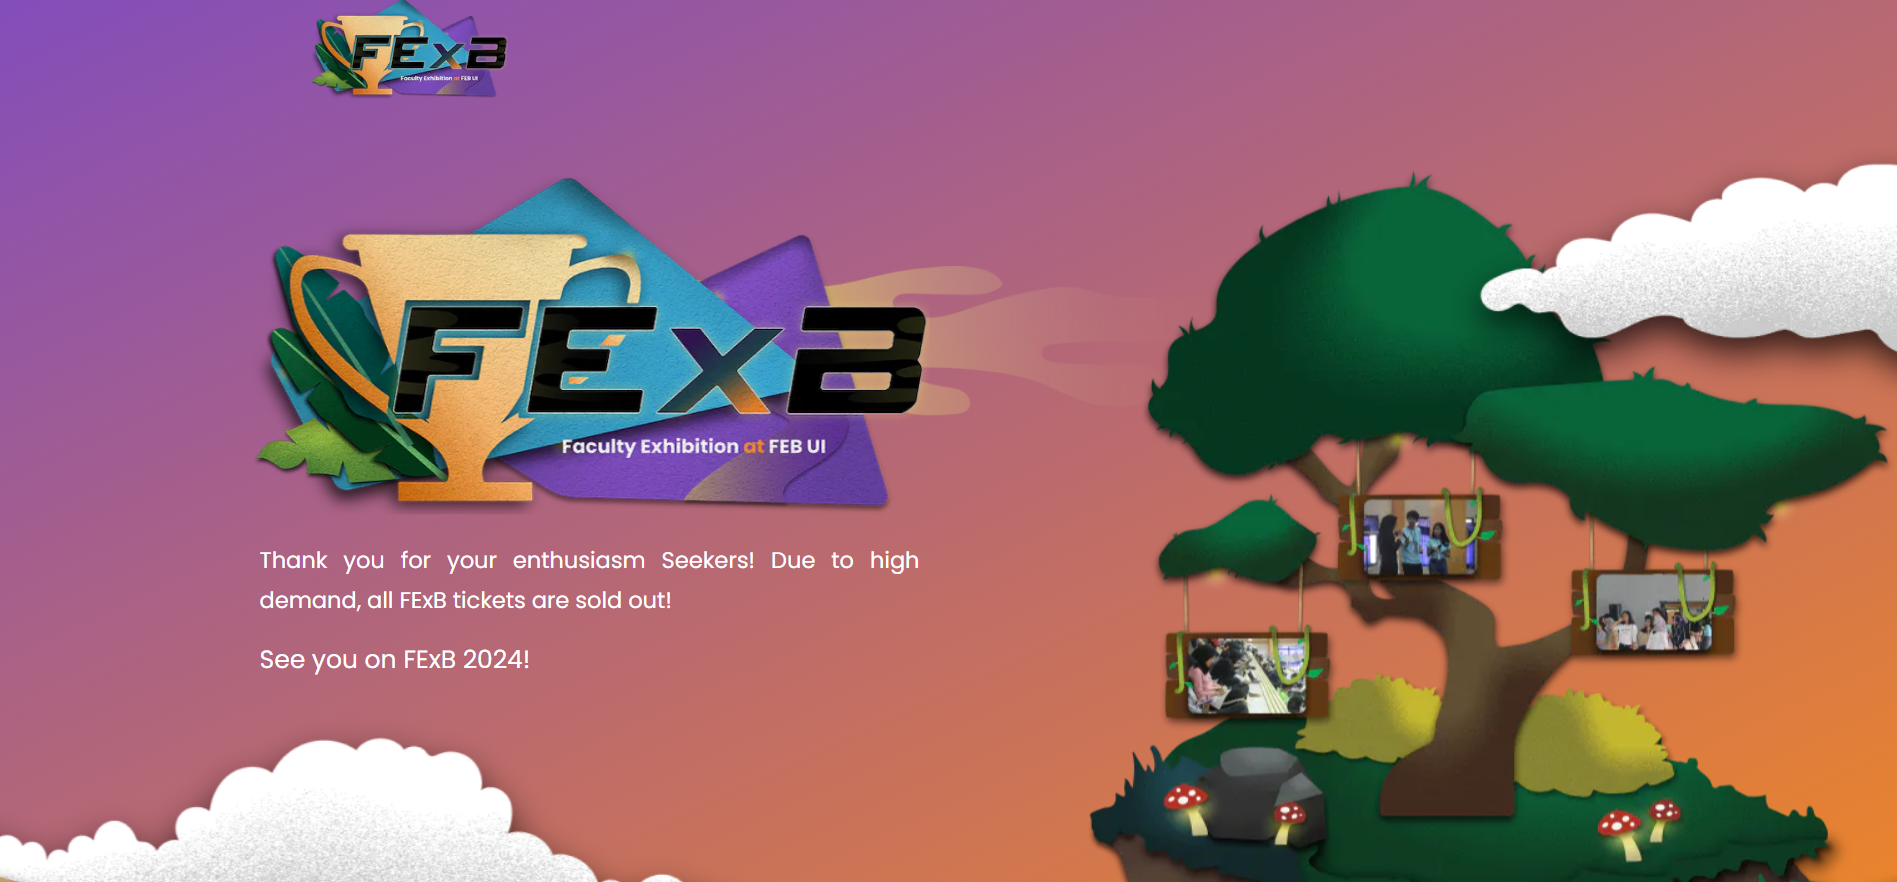 FExB
Faculty Exhibition at FEB UI
FExB
Faculty Exhibition at FEB UI
Thank you for your enthusiasm Seekers! Due to high
demand, all FExB tickets are sold out!
See you on FExB 2024!